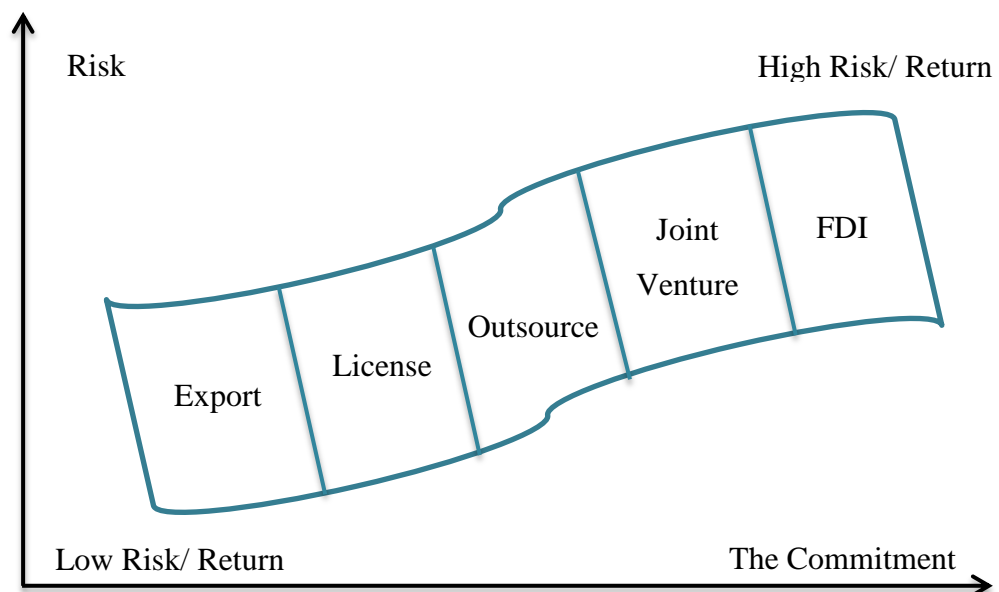 Risk
High Risk/ Return
Joint
Venture
FDI
Outsource
License
Export
Low Risk/ Return
The Commitment